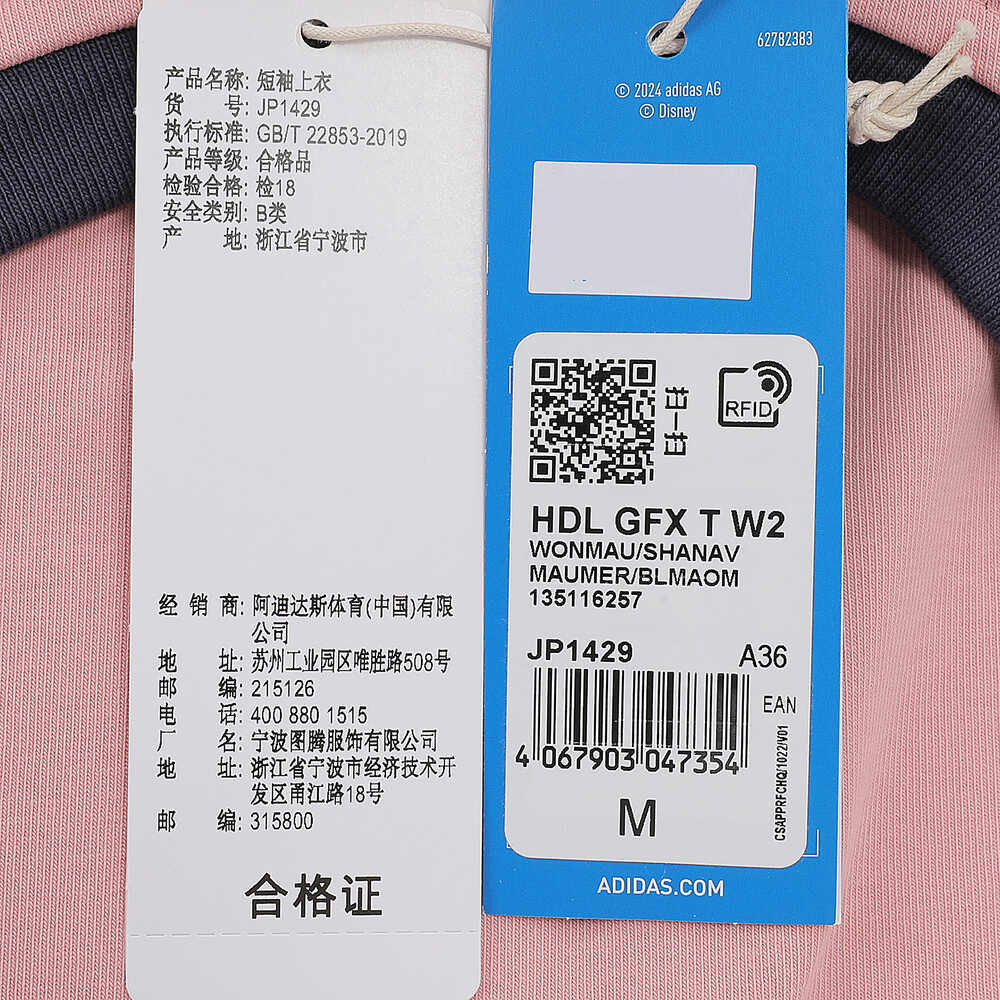 产品名称: 短袖上衣
货 号: JP1429
执行标准: GB/T 22853-2019
产品等级: 合格品
检验合格: 检18
安全类别: B类
产 地: 浙江省宁波市
经 销 商: 阿迪达斯体育(中国)有限
公司
地 址: 苏州工业园区唯胜路508号
邮 编: 215126
电 话: 400 880 1515
厂 名: 宁波图腾服饰有限公司
地 址: 浙江省宁波市经济技术开
发区甬江路18号
邮 编: 315800
合格证
62782383
© 2024 adidas AG
© Disney
扫一扫
RFID
HDL GFX T W2
WONMAU/SHANAV
MAUMER/BLMAOM
135116257
JP1429 A36
EAN
4 067903 047354
M
CSAPPRFCHQ/1022/V01
ADIDAS.COM